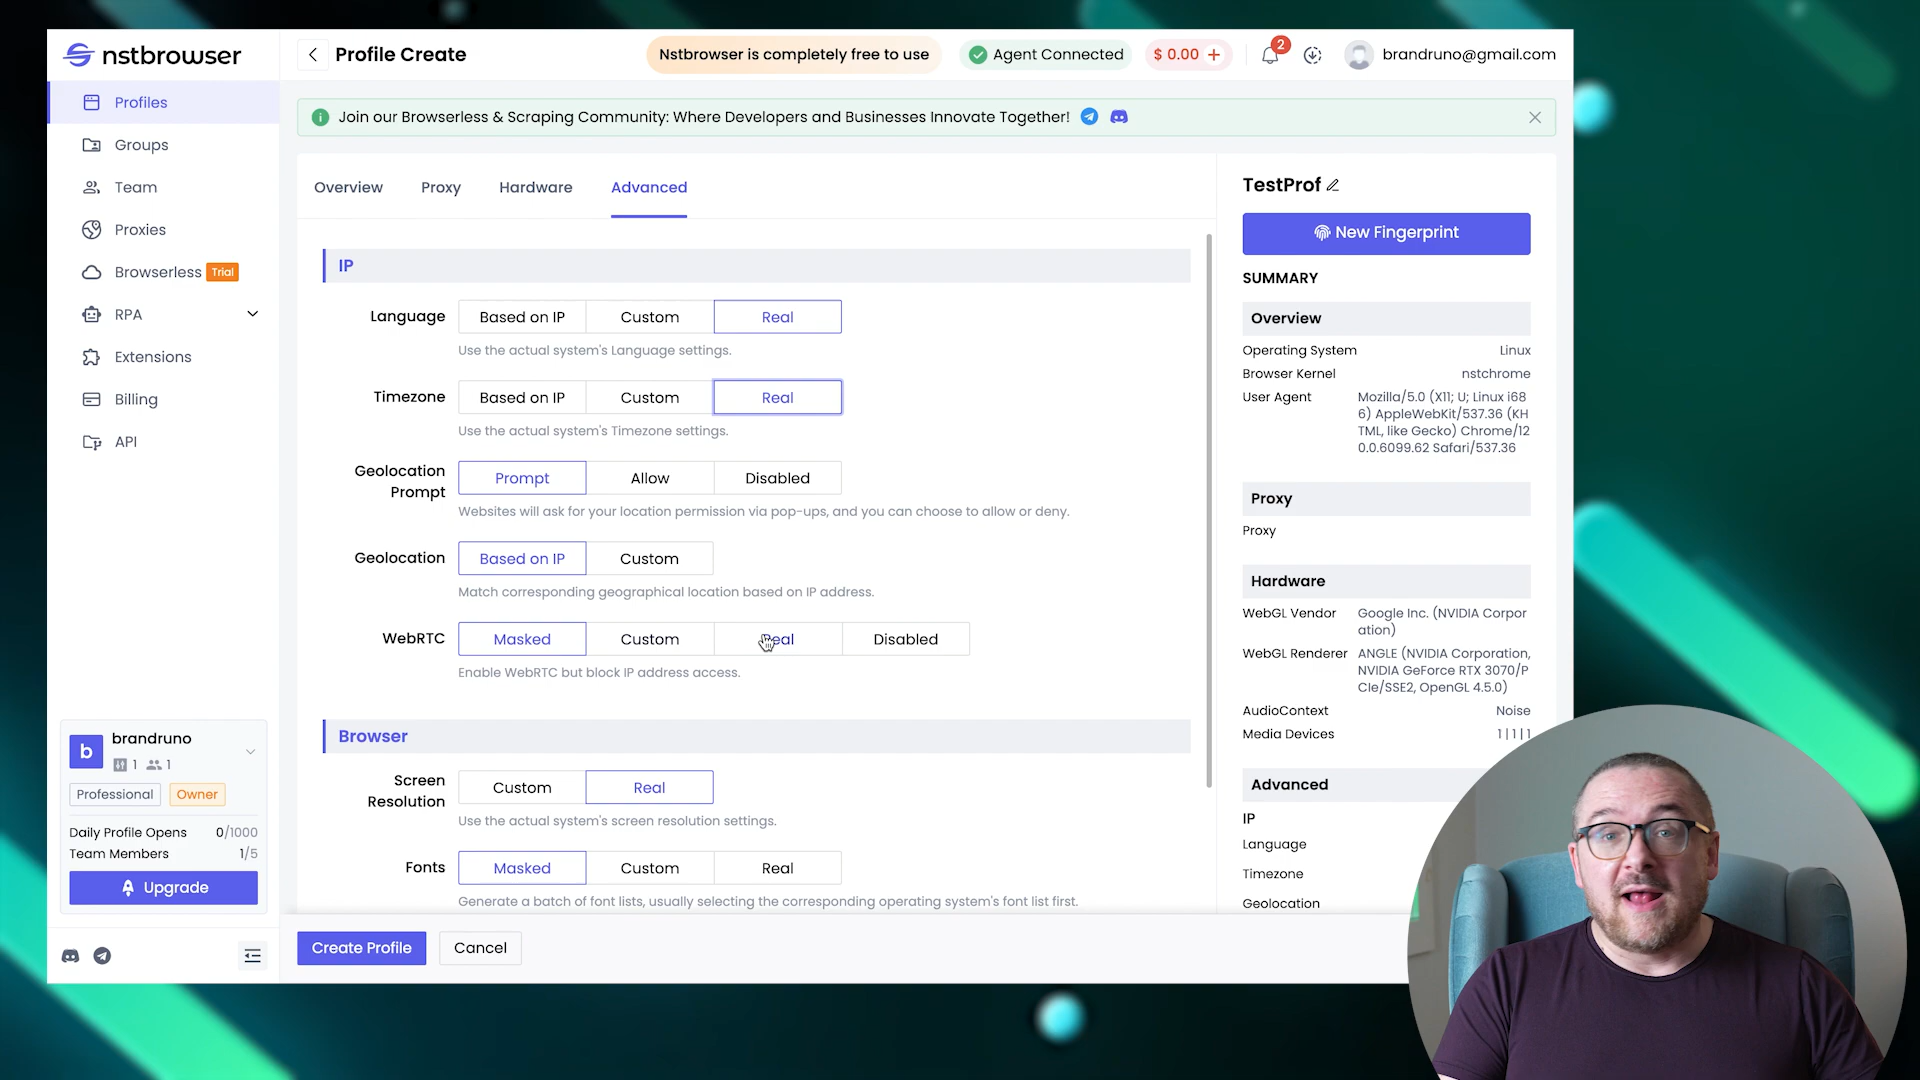 nstbrowser
Profiles
Groups
Team
Proxies
Browserless Trial
RPA
Extensions
Billing
API
b
brandruno
1 1
Professional Owner
Daily Profile Opens 0/1000
Team Members 1/5
Upgrade
Profile Create
Nstbrowser is completely free to use
Agent Connected
$ 0.00 +
2
brandruno@gmail.com
Join our Browserless & Scraping Community: Where Developers and Businesses Innovate Together!
Overview Proxy Hardware Advanced
IP
Language Based on IP Custom Real
Use the actual system's Language settings.
Timezone Based on IP Custom Real
Use the actual system's Timezone settings.
Geolocation
Prompt
Prompt Allow Disabled
Websites will ask for your location permission via pop-ups, and you can choose to allow or deny.
Geolocation Based on IP Custom
Match corresponding geographical location based on IP address.
WebRTC Masked Custom Real Disabled
Enable WebRTC but block IP address access.
Browser
Screen
Resolution
Custom Real
Use the actual system's screen resolution settings.
Fonts Masked Custom Real
Generate a batch of font lists, usually selecting the corresponding operating system's font list first.
Create Profile Cancel
TestProf
New Fingerprint
SUMMARY
Overview
Operating System Linux
Browser Kernel nstchrome
User Agent Mozilla/5.0 (X11; U; Linux i68
6) AppleWebKit/537.36 (KH
TML, like Gecko) Chrome/12
0.0.6099.62 Safari/537.36
Proxy
Proxy
Hardware
WebGL Vendor Google Inc. (NVIDIA Corpor
ation)
WebGL Renderer ANGLE (NVIDIA Corporation,
NVIDIA GeForce RTX 3070/P
CIe/SSE2, OpenGL 4.5.0)
AudioContext Noise
Media Devices 1 | 1 | 1
Advanced
IP
Language
Timezone
Geolocation